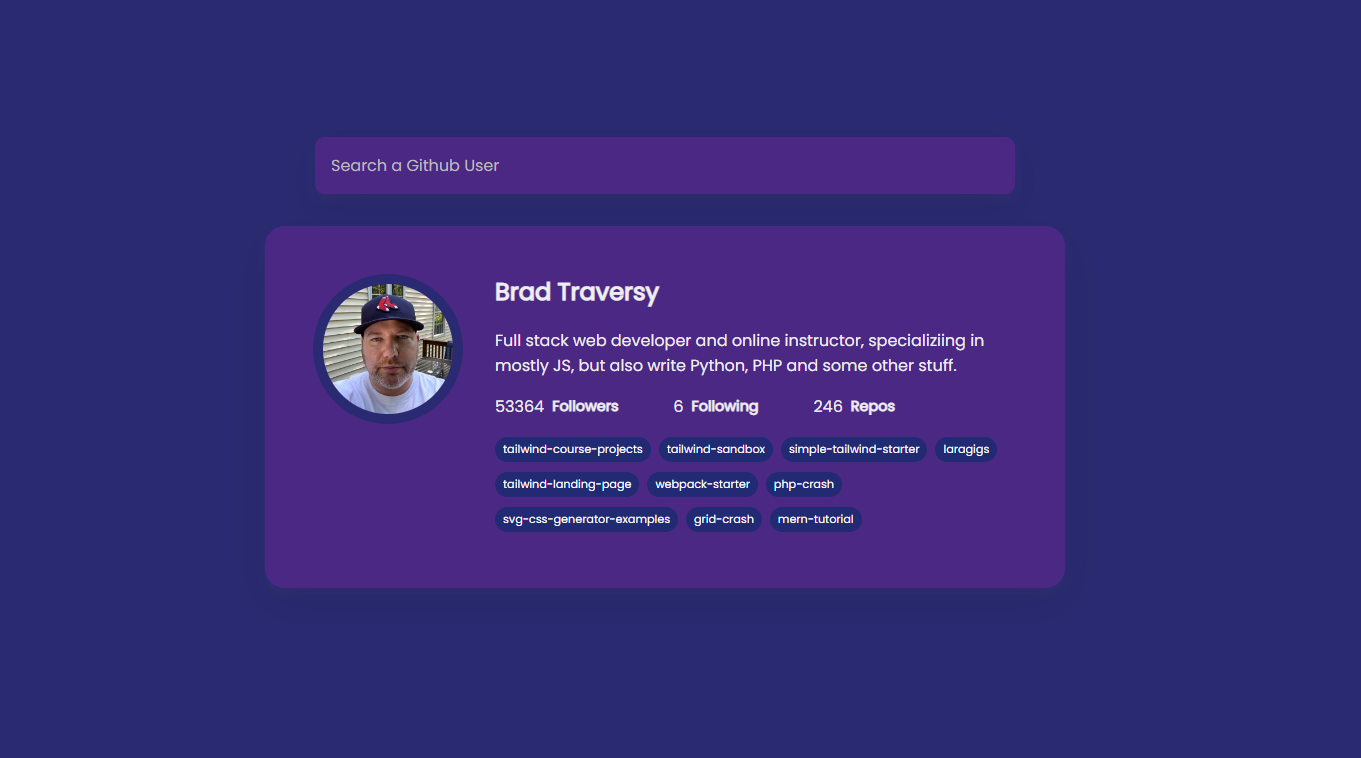 Search a Github User
Brad Traversy
Full stack web developer and online instructor, specializiing in
mostly JS, but also write Python, PHP and some other stuff.
53364 Followers 6 Following 246 Repos
tailwind-course-projects tailwind-sandbox simple-tailwind-starter laragigs
tailwind-landing-page webpack-starter php-crash
svg-css-generator-examples grid-crash mern-tutorial